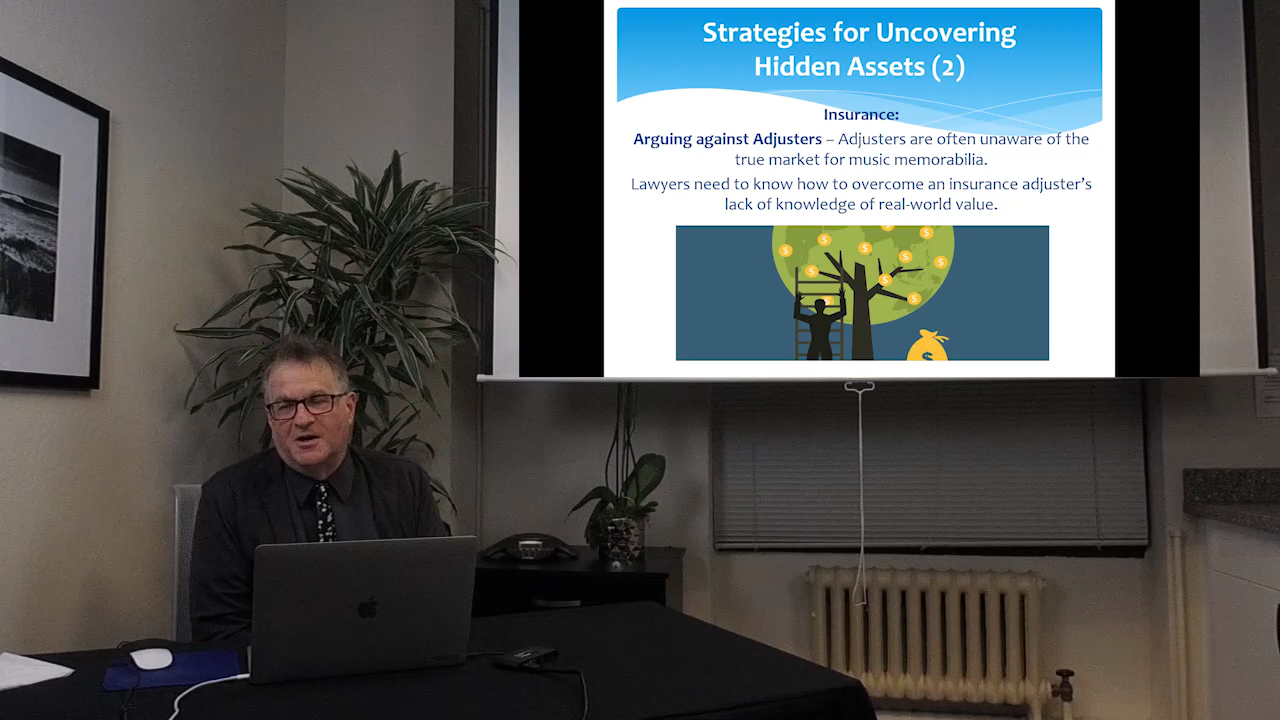 Strategies for Uncovering
Hidden Assets (2)
Insurance:
Arguing against Adjusters – Adjusters are often unaware of the
true market for music memorabilia.
Lawyers need to know how to overcome an insurance adjuster's
lack of knowledge of real-world value.
$ $ $ $ $ $ $ $ $ $
$